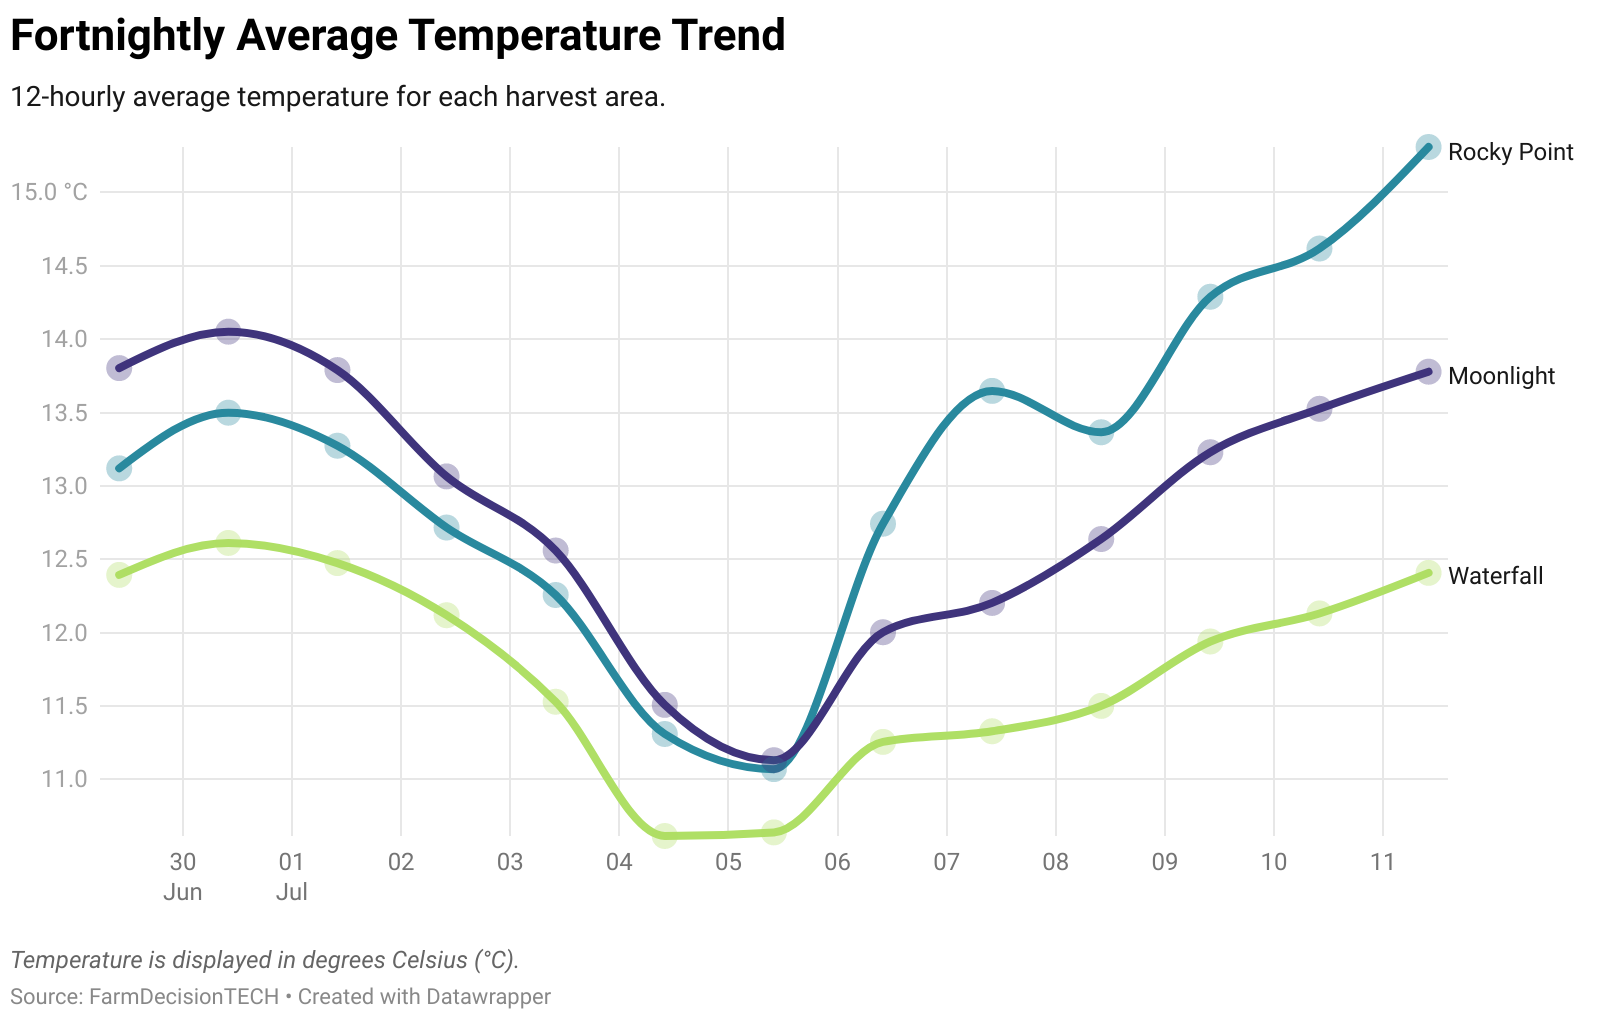 Fortnightly Average Temperature Trend
12-hourly average temperature for each harvest area.
Rocky Point
15.0 °C
14.5
14.0
Moonlight
13.5
13.0
12.5
Waterfall
12.0
11.5
11.0
30 01 02 03 04 05 06 07 08 09 10 11
Jun Jul
Temperature is displayed in degrees Celsius (°C).
Source: FarmDecisionTECH • Created with Datawrapper